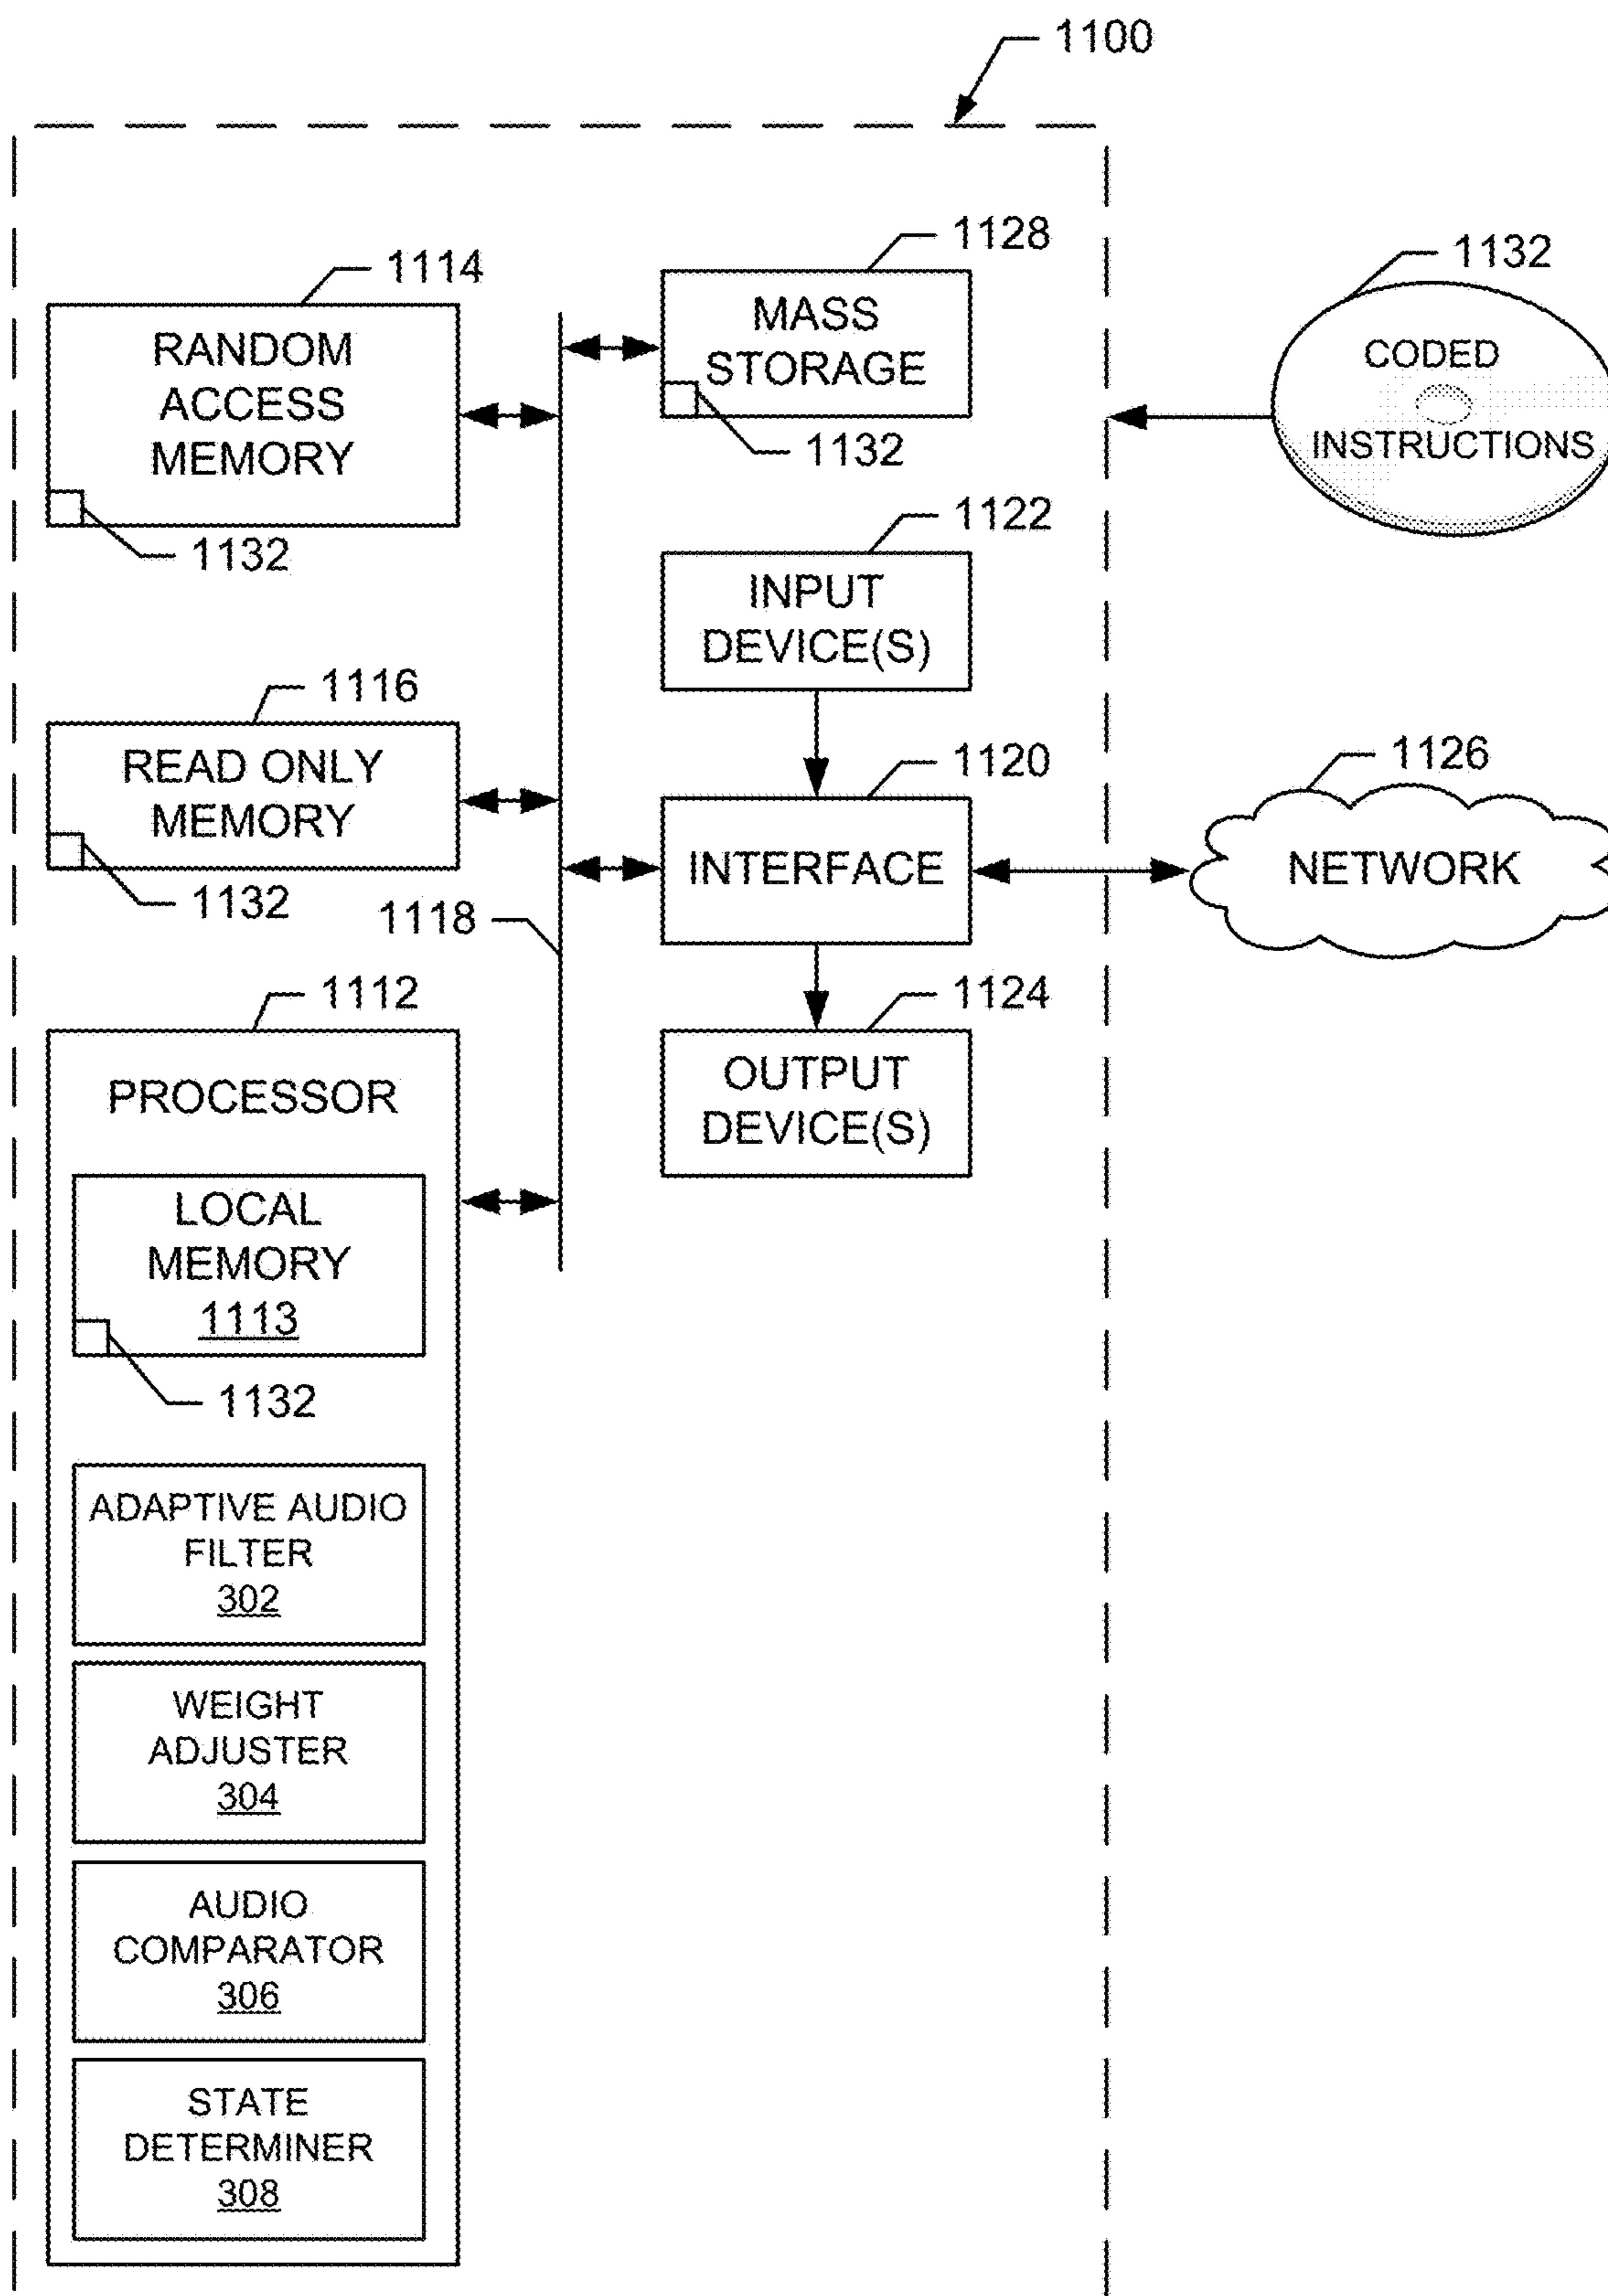 1100
1114
RANDOM
ACCESS
MEMORY
1132
1128
MASS
STORAGE
1132
1132
CODED
INSTRUCTIONS
1122
INPUT
DEVICE(S)
1116
READ ONLY
MEMORY
1132
1118
1120
INTERFACE
1126
NETWORK
1124
OUTPUT
DEVICE(S)
1112
PROCESSOR
LOCAL
MEMORY
1113
1132
ADAPTIVE AUDIO
FILTER
302
WEIGHT
ADJUSTER
304
AUDIO
COMPARATOR
306
STATE
DETERMINER
308